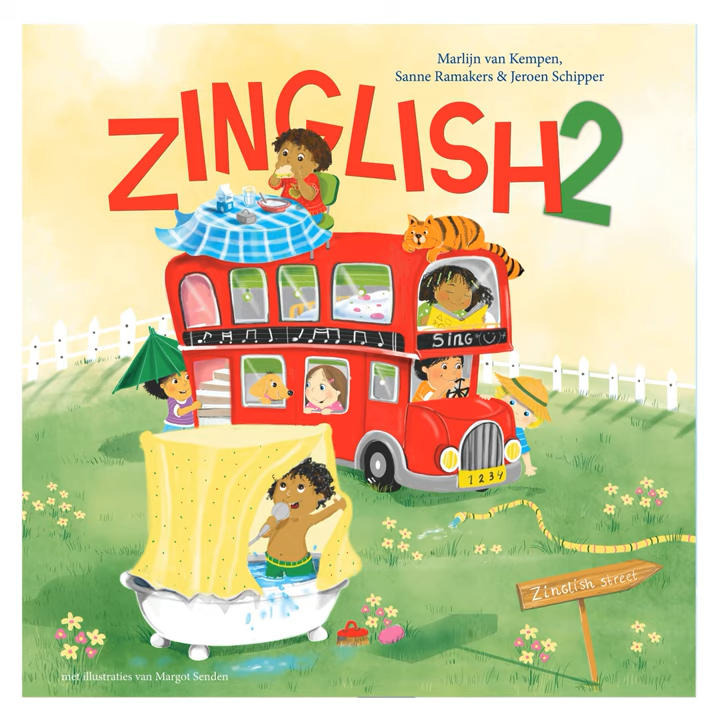 Marlijn van Kempen,
Sanne Ramakers & Jeroen Schipper
ZINGLISH2
SING
1234
Zinglish street
met illustraties van Margot Senden